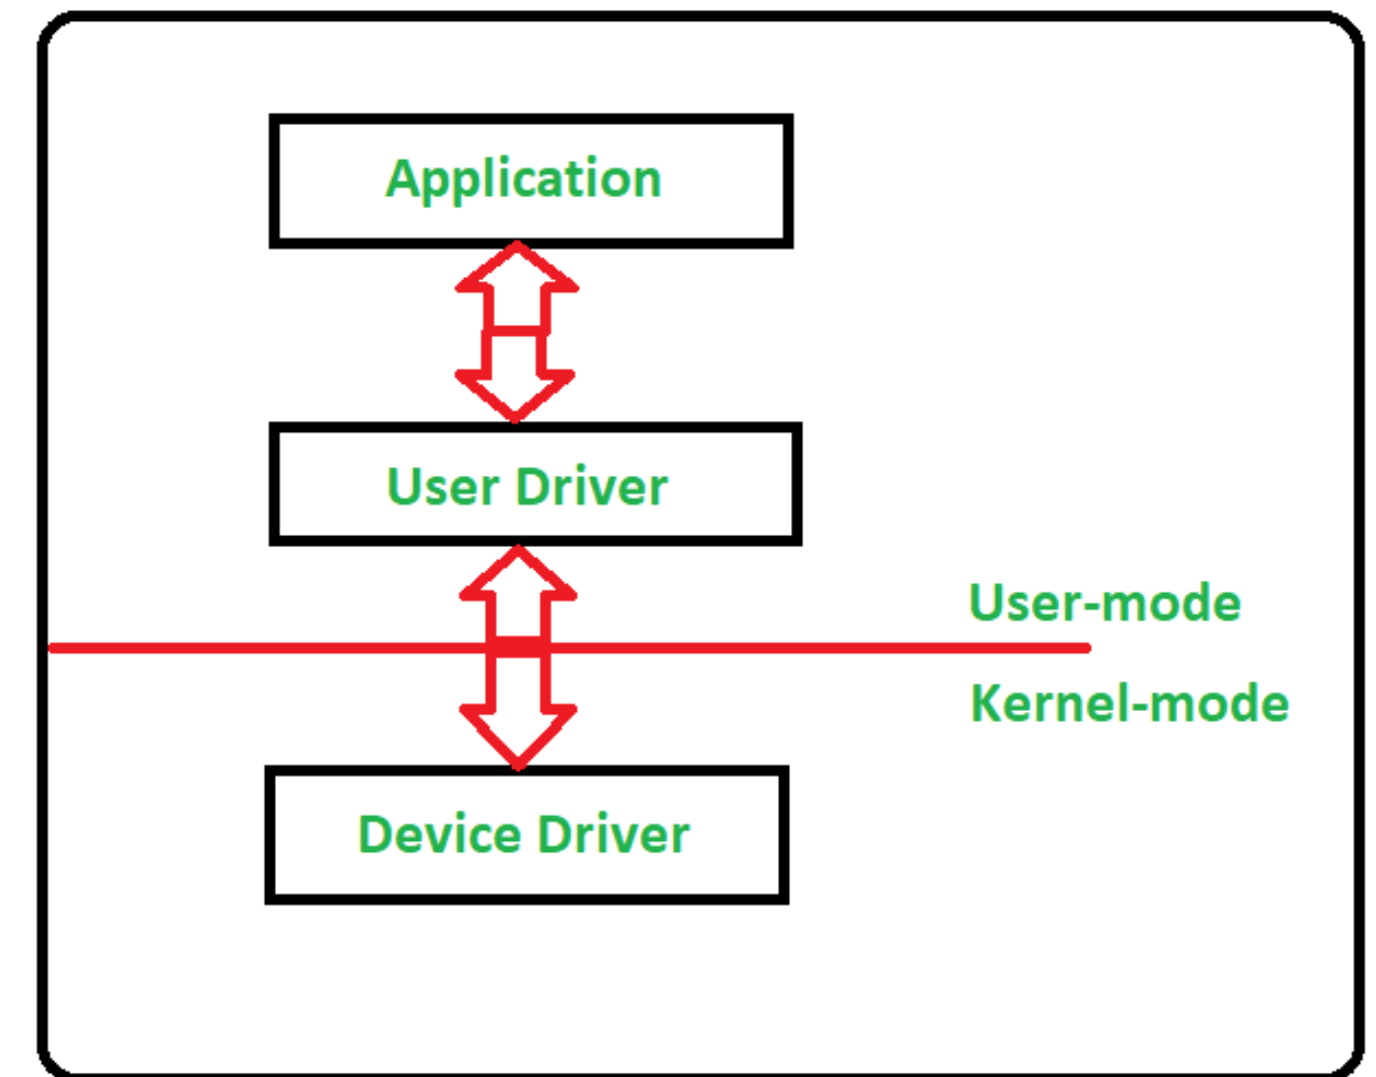 Application
User Driver
User-mode
Kernel-mode
Device Driver